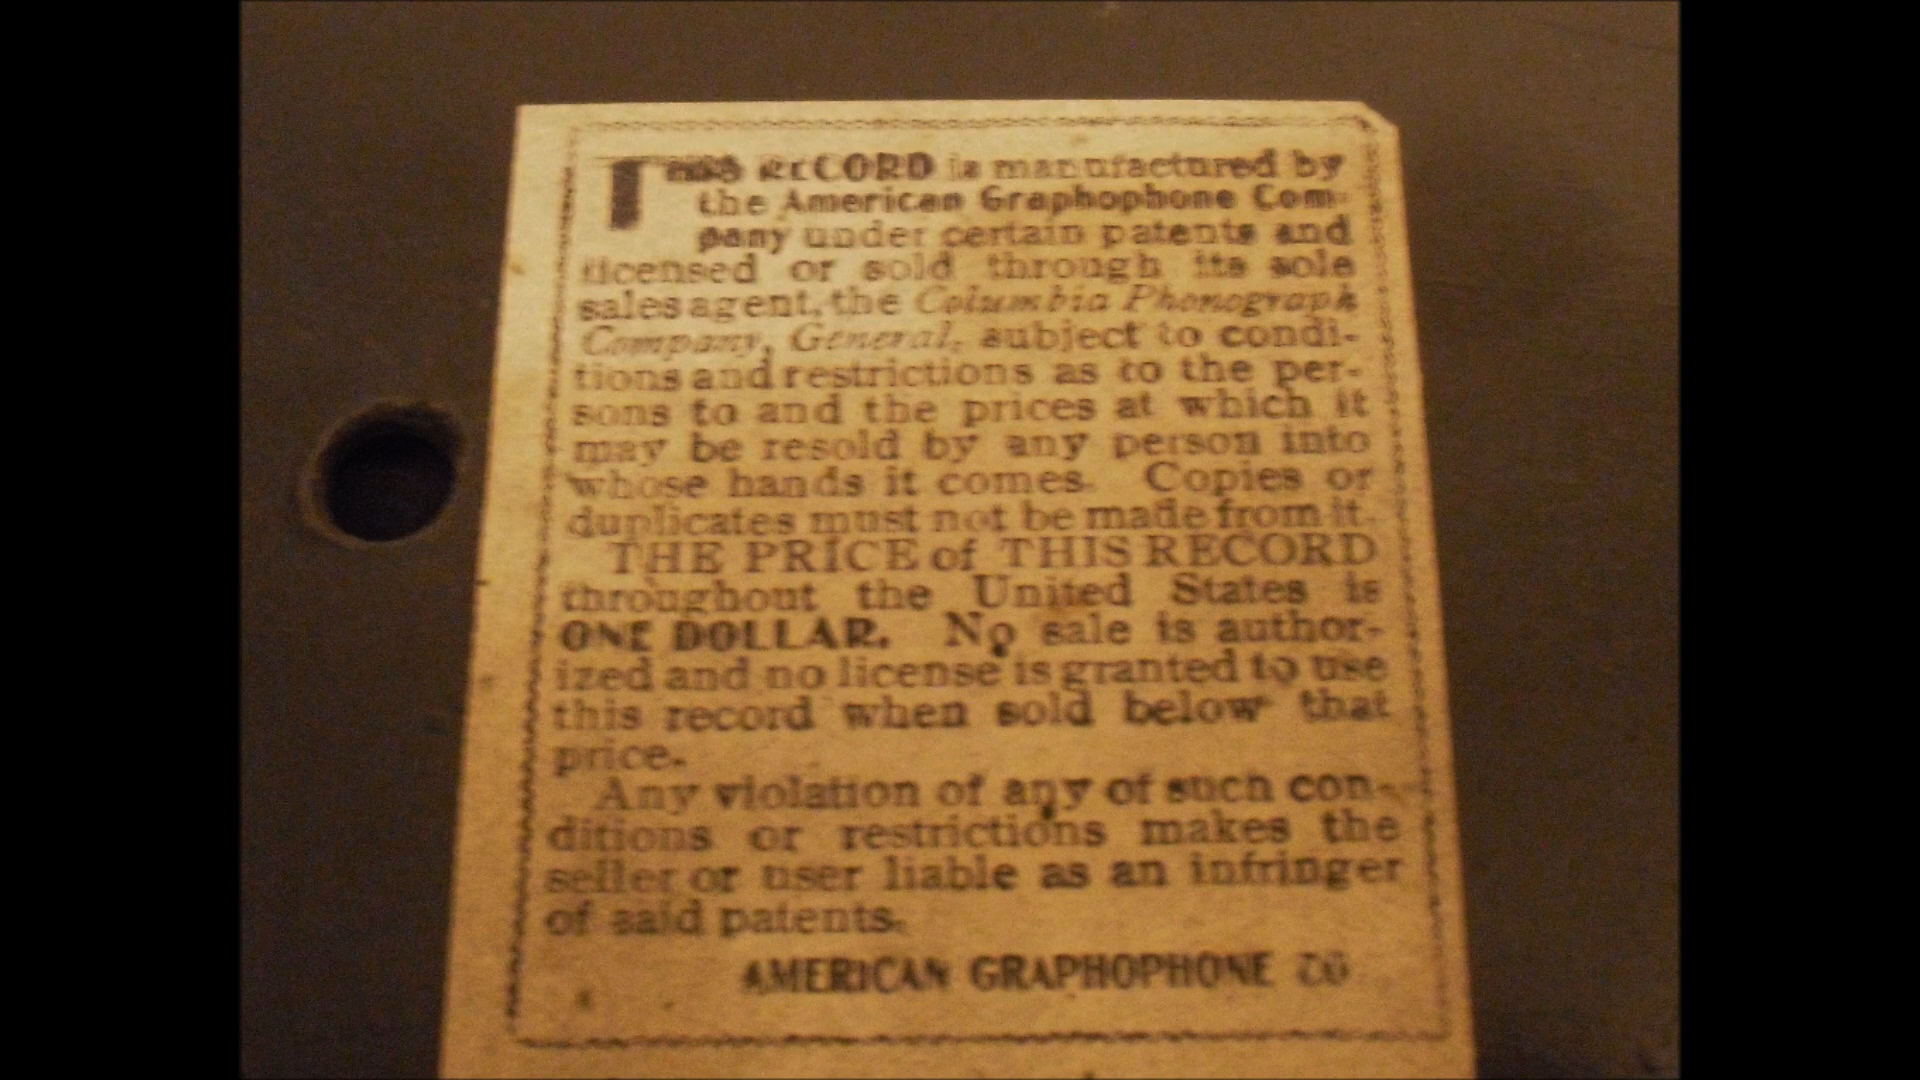 THIS RECORD is manufactured by
the American Graphophone Com-
pany under certain patents and
licensed or sold through its sole
sales agent, the Columbia Phonograph
Company, General, subject to condi-
tions and restrictions as to the per-
sons to and the prices at which it
may be resold by any person into
whose hands it comes. Copies or
duplicates must not be made from it.
THE PRICE of THIS RECORD
throughout the United States is
ONE DOLLAR. No sale is author-
ized and no license is granted to use
this record when sold below that
price.
Any violation of any of such con-
ditions or restrictions makes the
seller or user liable as an infringer
of said patents.
AMERICAN GRAPHOPHONE CO